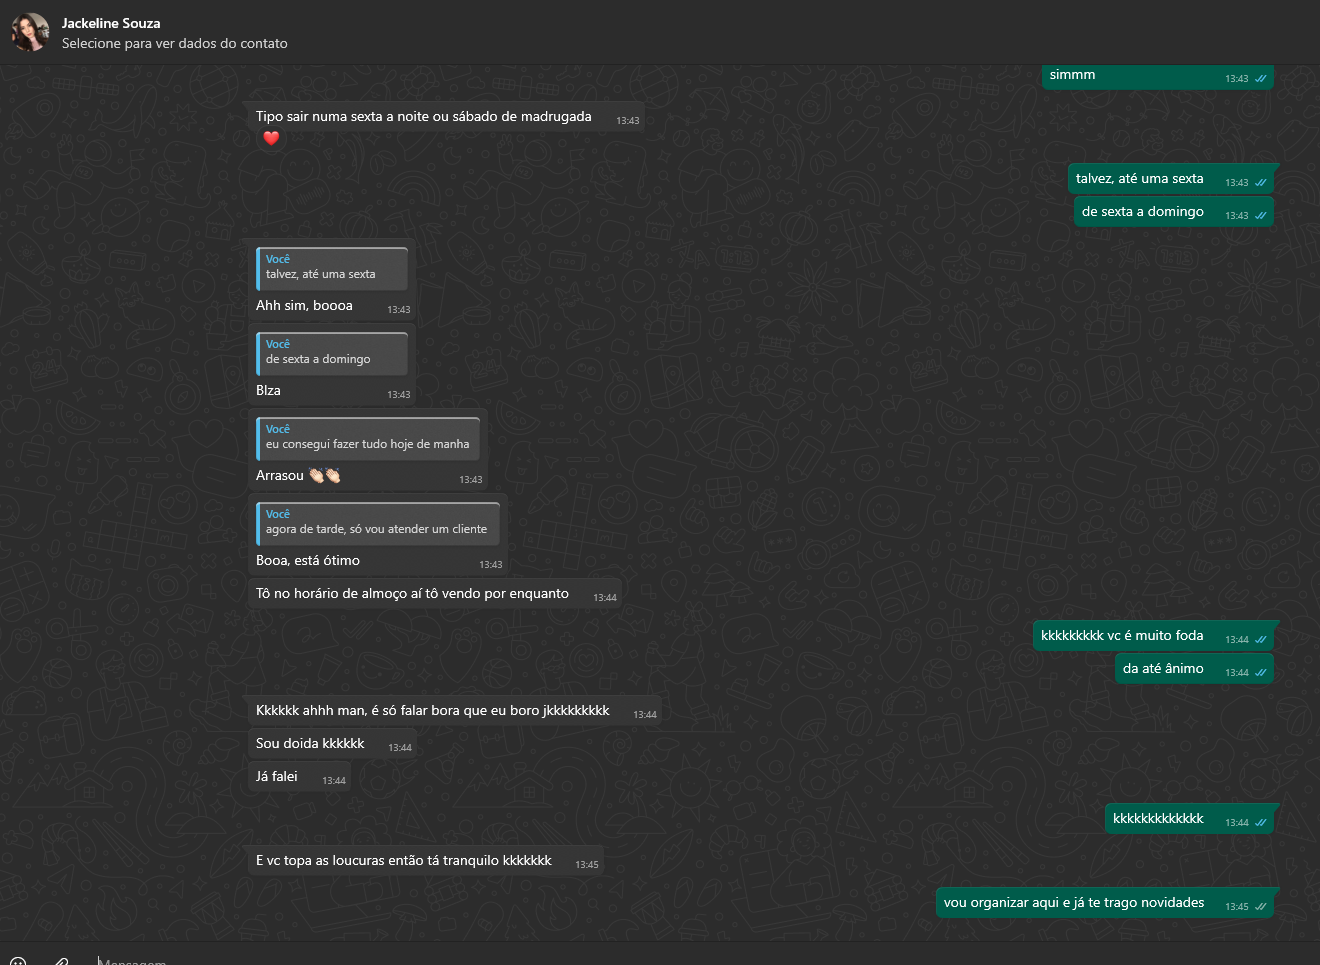 Jackeline Souza
Selecione para ver dados do contato
simmm 13:43
Tipo sair numa sexta a noite ou sábado de madrugada 13:43
❤️
talvez, até uma sexta 13:43
de sexta a domingo 13:43
Você
talvez, até uma sexta
Ahh sim, boooa 13:43
Você
de sexta a domingo
Blza 13:43
Você
eu consegui fazer tudo hoje de manha
Arrasou 👏🏻👏🏻 13:43
Você
agora de tarde, só vou atender um cliente
Booa, está ótimo 13:43
Tô no horário de almoço aí tô vendo por enquanto 13:44
kkkkkkkkk vc é muito foda 13:44
da até ânimo 13:44
Kkkkkk ahhh man, é só falar bora que eu boro jkkkkkkkkk 13:44
Sou doida kkkkkk 13:44
Já falei 13:44
kkkkkkkkkkkkk 13:44
E vc topa as loucuras então tá tranquilo kkkkkkk 13:45
vou organizar aqui e já te trago novidades 13:45
Mensagem